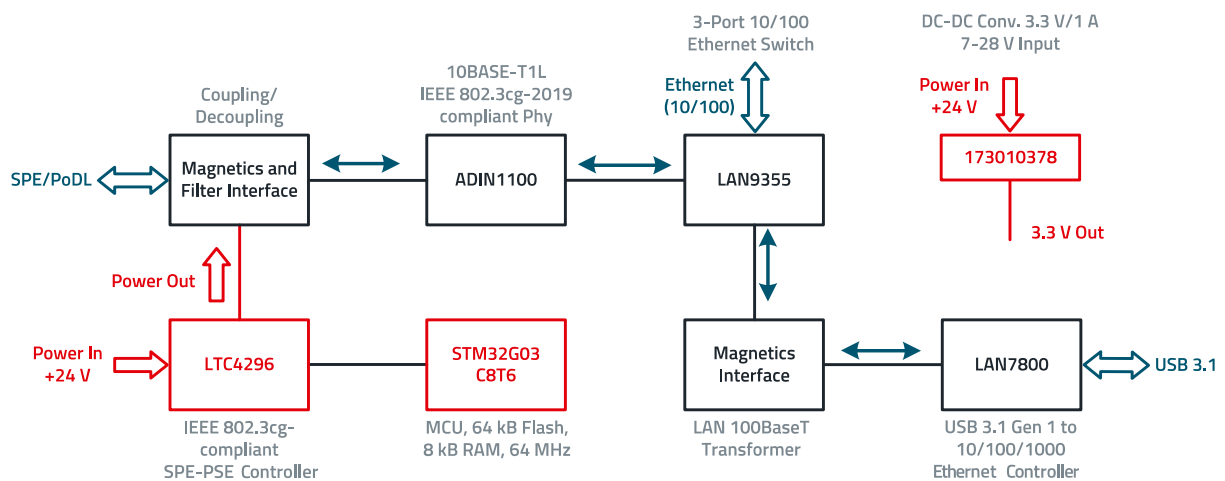 3-Port 10/100
Ethernet Switch
DC-DC Conv. 3.3 V/1 A
7-28 V Input
10BASE-T1L
IEEE 802.3cg-2019
compliant Phy
Coupling/
Decoupling
Ethernet
(10/100)
Power In
+24 V
SPE/PoDL
Magnetics and
Filter Interface
ADIN1100
LAN9355
173010378
3.3 V Out
Power Out
Power In
+24 V
LTC4296
STM32G03
C8T6
Magnetics
Interface
LAN7800
USB 3.1
IEEE 802.3cg-
compliant
SPE-PSE Controller
MCU, 64 kB Flash,
8 kB RAM, 64 MHz
LAN 100BaseT
Transformer
USB 3.1 Gen 1 to
10/100/1000
Ethernet Controller